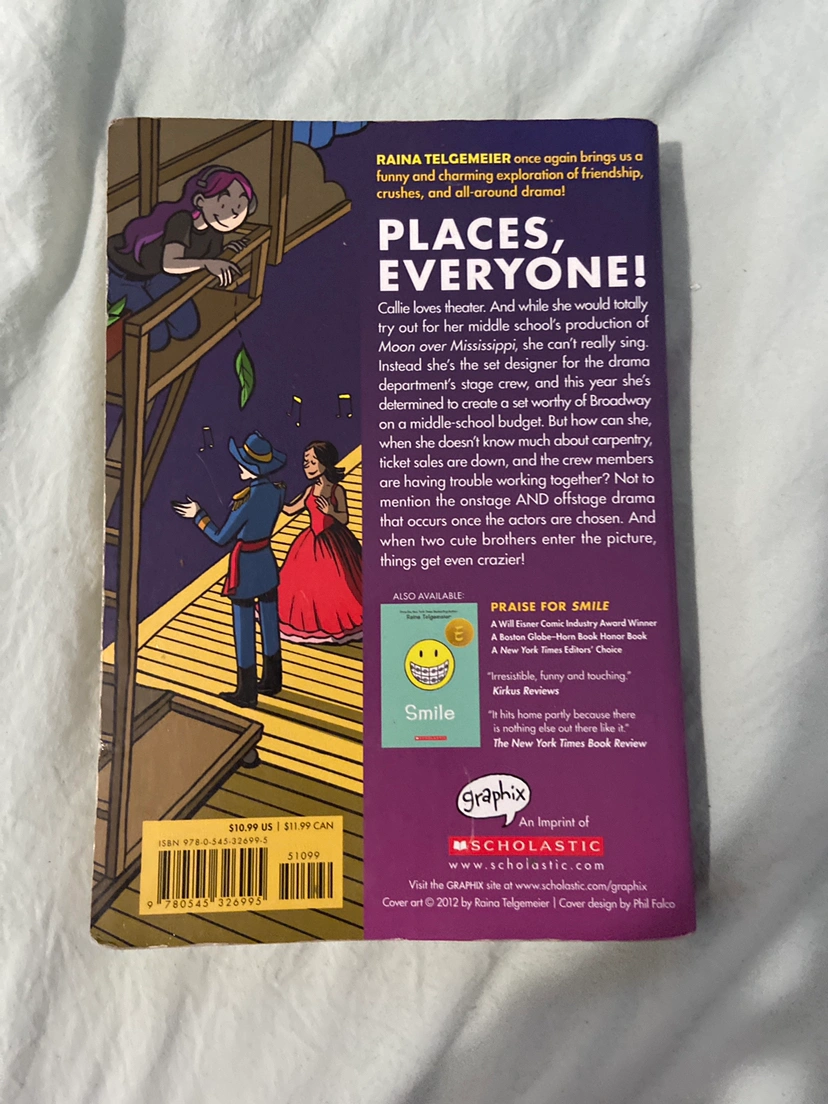 RAINA TELGEMEIER once again brings us a
funny and charming exploration of friendship,
crushes, and all-around drama!
PLACES,
EVERYONE!
Callie loves theater. And while she would totally
try out for her middle school's production of
Moon over Mississippi, she can't really sing.
Instead she's the set designer for the drama
department's stage crew, and this year she's
determined to create a set worthy of Broadway
on a middle-school budget. But how can she,
when she doesn't know much about carpentry,
ticket sales are down, and the crew members
are having trouble working together? Not to
mention the onstage AND offstage drama
that occurs once the actors are chosen. And
when two cute brothers enter the picture,
things get even crazier!
ALSO AVAILABLE:
Raina Telgemeier
E
Smile
SCHOLASTIC
PRAISE FOR SMILE
A Will Eisner Comic Industry Award Winner
A Boston Globe–Horn Book Honor Book
A New York Times Editors' Choice
"Irresistible, funny and touching."
Kirkus Reviews
"It hits home partly because there
is nothing else out there like it."
The New York Times Book Review
graphix
An Imprint of
SCHOLASTIC
www.scholastic.com
Visit the GRAPHIX site at www.scholastic.com/graphix
Cover art © 2012 by Raina Telgemeier | Cover design by Phil Falco
$10.99 US | $11.99 CAN
ISBN 978-0-545-32699-5
51099
9 780545 326995